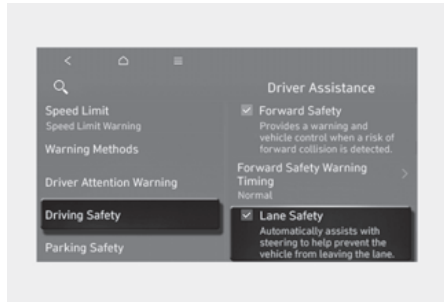 Driver Assistance
Speed Limit
Speed Limit Warning
Warning Methods
Driver Attention Warning
Driving Safety
Parking Safety
Forward Safety
Provides a warning and
vehicle control when a risk of
forward collision is detected.
Forward Safety Warning
Timing
Normal
Lane Safety
Automatically assists with
steering to help prevent the
vehicle from leaving the lane.